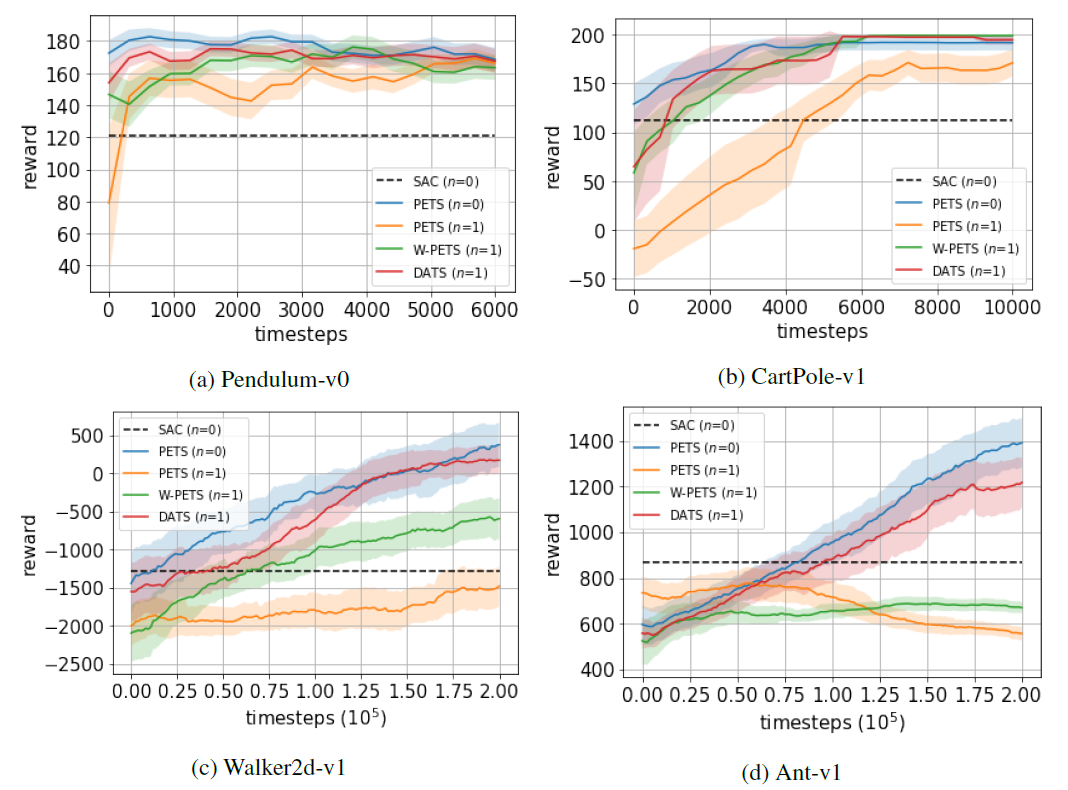 180
160
140
120
100
80
60
40
reward
SAC (n=0)
PETS (n=0)
PETS (n=1)
W-PETS (n=1)
DATS (n=1)
0 1000 2000 3000 4000 5000 6000
timesteps
(a) Pendulum-v0
200
150
100
50
0
−50
reward
SAC (n=0)
PETS (n=0)
PETS (n=1)
W-PETS (n=1)
DATS (n=1)
0 2000 4000 6000 8000 10000
timesteps
(b) CartPole-v1
500
0
−500
−1000
−1500
−2000
−2500
reward
SAC (n=0)
PETS (n=0)
PETS (n=1)
W-PETS (n=1)
DATS (n=1)
0.00 0.25 0.50 0.75 1.00 1.25 1.50 1.75 2.00
timesteps (10⁵)
(c) Walker2d-v1
1400
1200
1000
800
600
400
reward
SAC (n=0)
PETS (n=0)
PETS (n=1)
W-PETS (n=1)
DATS (n=1)
0.00 0.25 0.50 0.75 1.00 1.25 1.50 1.75 2.00
timesteps (10⁵)
(d) Ant-v1